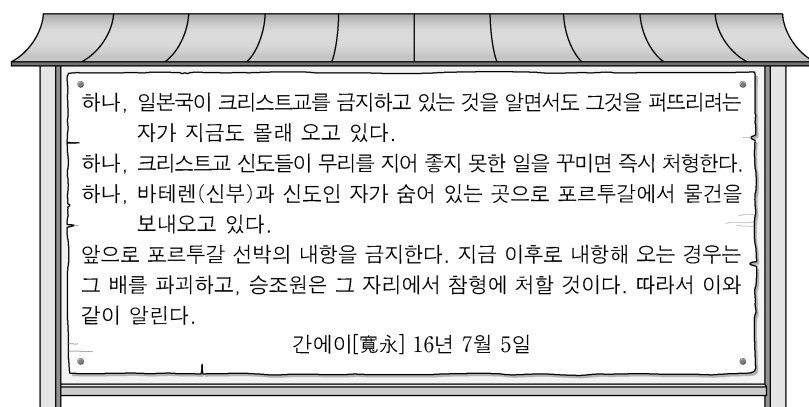 하나, 일본국이 크리스트교를 금지하고 있는 것을 알면서도 그것을 퍼뜨리려는
자가 지금도 몰래 오고 있다.
하나, 크리스트교 신도들이 무리를 지어 좋지 못한 일을 꾸미면 즉시 처형한다.
하나, 바테렌(신부)과 신도인 자가 숨어 있는 곳으로 포르투갈에서 물건을
보내오고 있다.
앞으로 포르투갈 선박의 내항을 금지한다. 지금 이후로 내항해 오는 경우는
그 배를 파괴하고, 승조원은 그 자리에서 참형에 처할 것이다. 따라서 이와
같이 알린다.
간에이[寬永] 16년 7월 5일